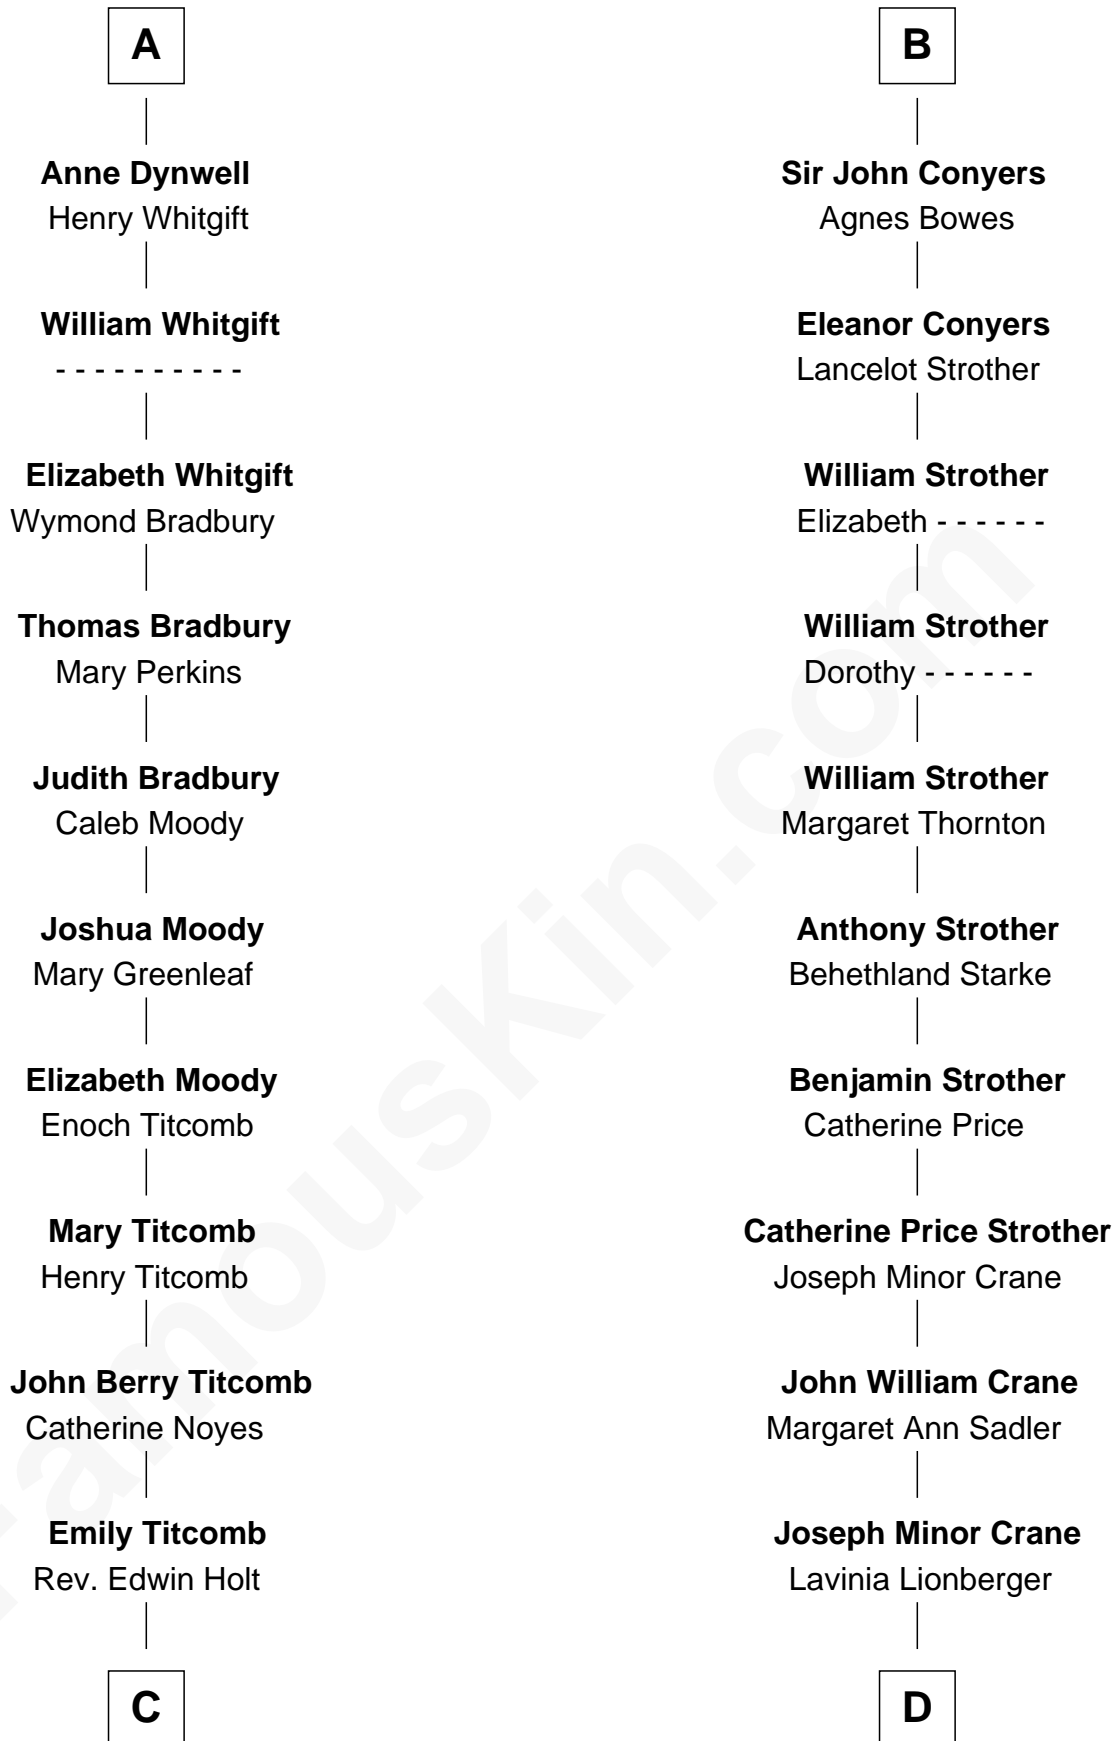 A
Anne Dynwell
Henry Whitgift
William Whitgift
- - - - - - - - - -
Elizabeth Whitgift
Wymond Bradbury
Thomas Bradbury
Mary Perkins
Judith Bradbury
Caleb Moody
Joshua Moody
Mary Greenleaf
Elizabeth Moody
Enoch Titcomb
Mary Titcomb
Henry Titcomb
John Berry Titcomb
Catherine Noyes
Emily Titcomb
Rev. Edwin Holt
C
B
Sir John Conyers
Agnes Bowes
Eleanor Conyers
Lancelot Strother
William Strother
Elizabeth - - - - - -
William Strother
Dorothy - - - - - -
William Strother
Margaret Thornton
Anthony Strother
Behethland Starke
Benjamin Strother
Catherine Price
Catherine Price Strother
Joseph Minor Crane
John William Crane
Margaret Ann Sadler
Joseph Minor Crane
Lavinia Lionberger
D
FamousKin.com